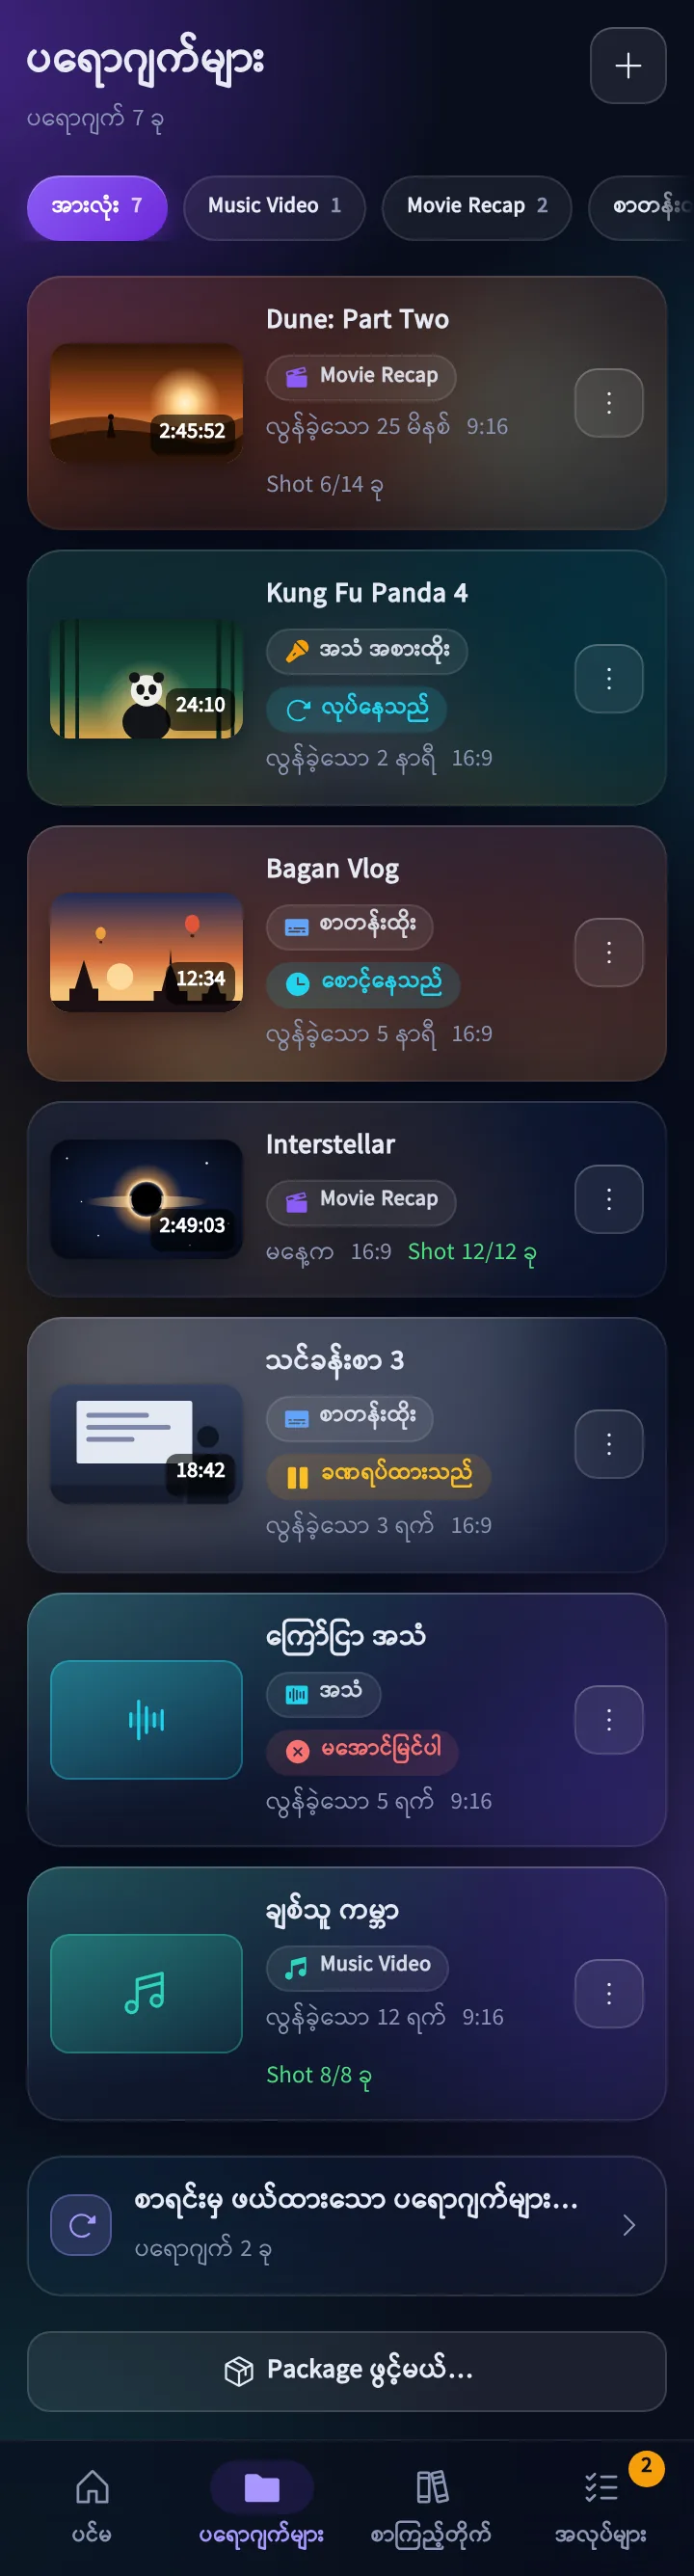 ပရောဂျက်များ
ပရောဂျက် 7 ခု
အားလုံး 7
Music Video 1
Movie Recap 2
Dune: Part Two
Movie Recap
2:45:52
လွန်ခဲ့သော 25 မိနစ် 9:16
Shot 6/14 ခု
Kung Fu Panda 4
အသံ အစားထိုး
24:10
လုပ်နေသည်
လွန်ခဲ့သော 2 နာရီ 16:9
Bagan Vlog
စာတန်းထိုး
12:34
စောင့်နေသည်
လွန်ခဲ့သော 5 နာရီ 16:9
Interstellar
Movie Recap
2:49:03
မနေ့က 16:9 Shot 12/12 ခု
သင်ခန်းစာ 3
စာတန်းထိုး
18:42
ခဏရပ်ထားသည်
လွန်ခဲ့သော 3 ရက် 16:9
ကြော်ငြာ အသံ
အသံ
မအောင်မြင်ပါ
လွန်ခဲ့သော 5 ရက် 9:16
ချစ်သူ ကမ္ဘာ
Music Video
လွန်ခဲ့သော 12 ရက် 9:16
Shot 8/8 ခု
စာရင်းမှ ဖယ်ထားသော ပရောဂျက်များ...
ပရောဂျက် 2 ခု
Package ဖွင့်မယ်...
2
ပင်မ
ပရောဂျက်များ
စာကြည့်တိုက်
အလုပ်များ